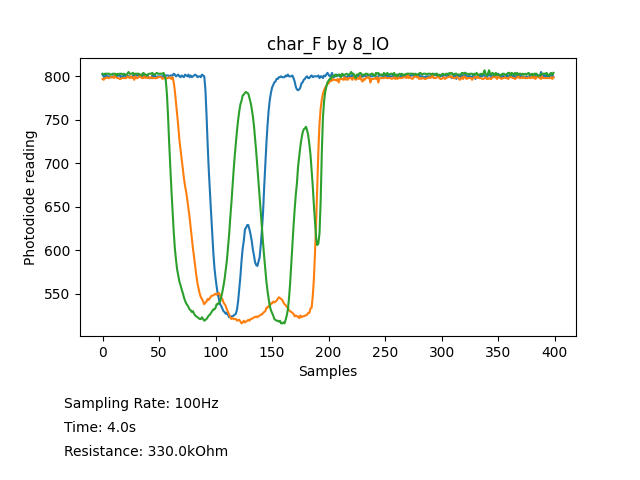 char_F by 8_IO
Photodiode reading
800
750
700
650
600
550
0 50 100 150 200 250 300 350 400
Samples
Sampling Rate: 100Hz
Time: 4.0s
Resistance: 330.0kOhm